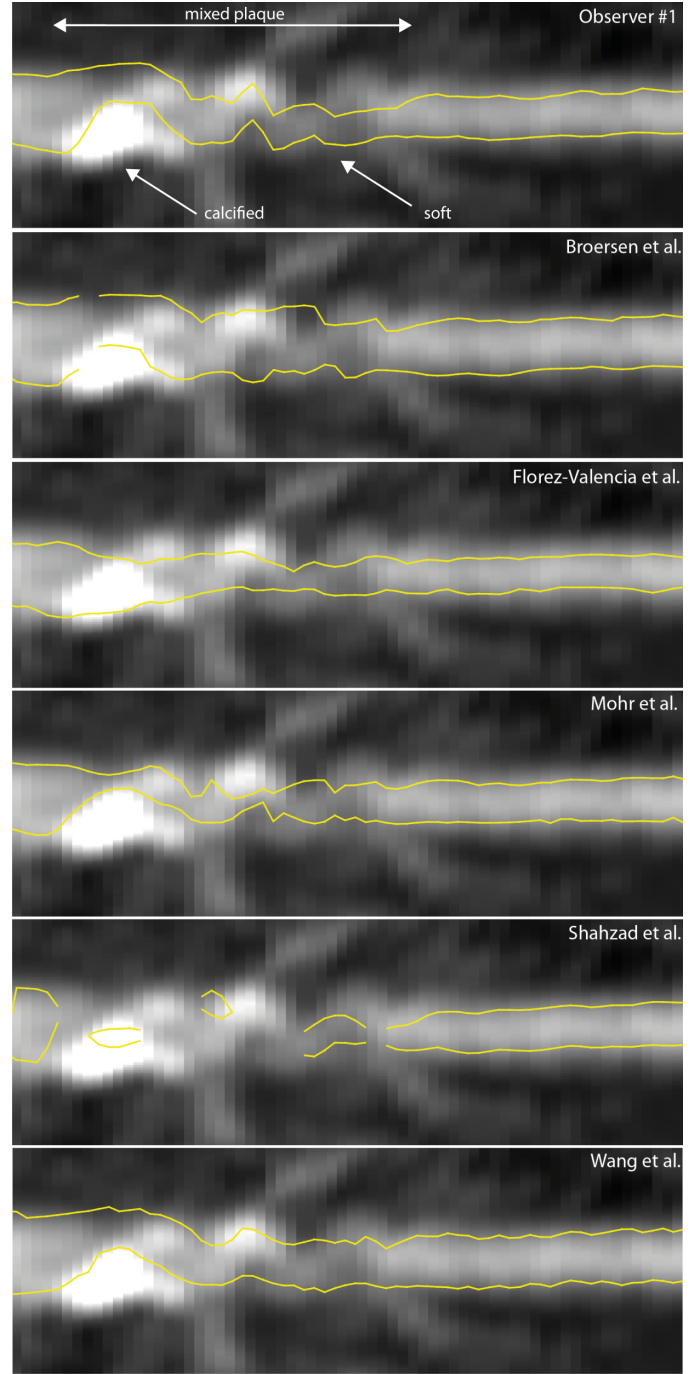 mixed plaque
Observer #1
calcified
soft
Broersen et al.
Florez-Valencia et al.
Mohr et al.
Shahzad et al.
Wang et al.